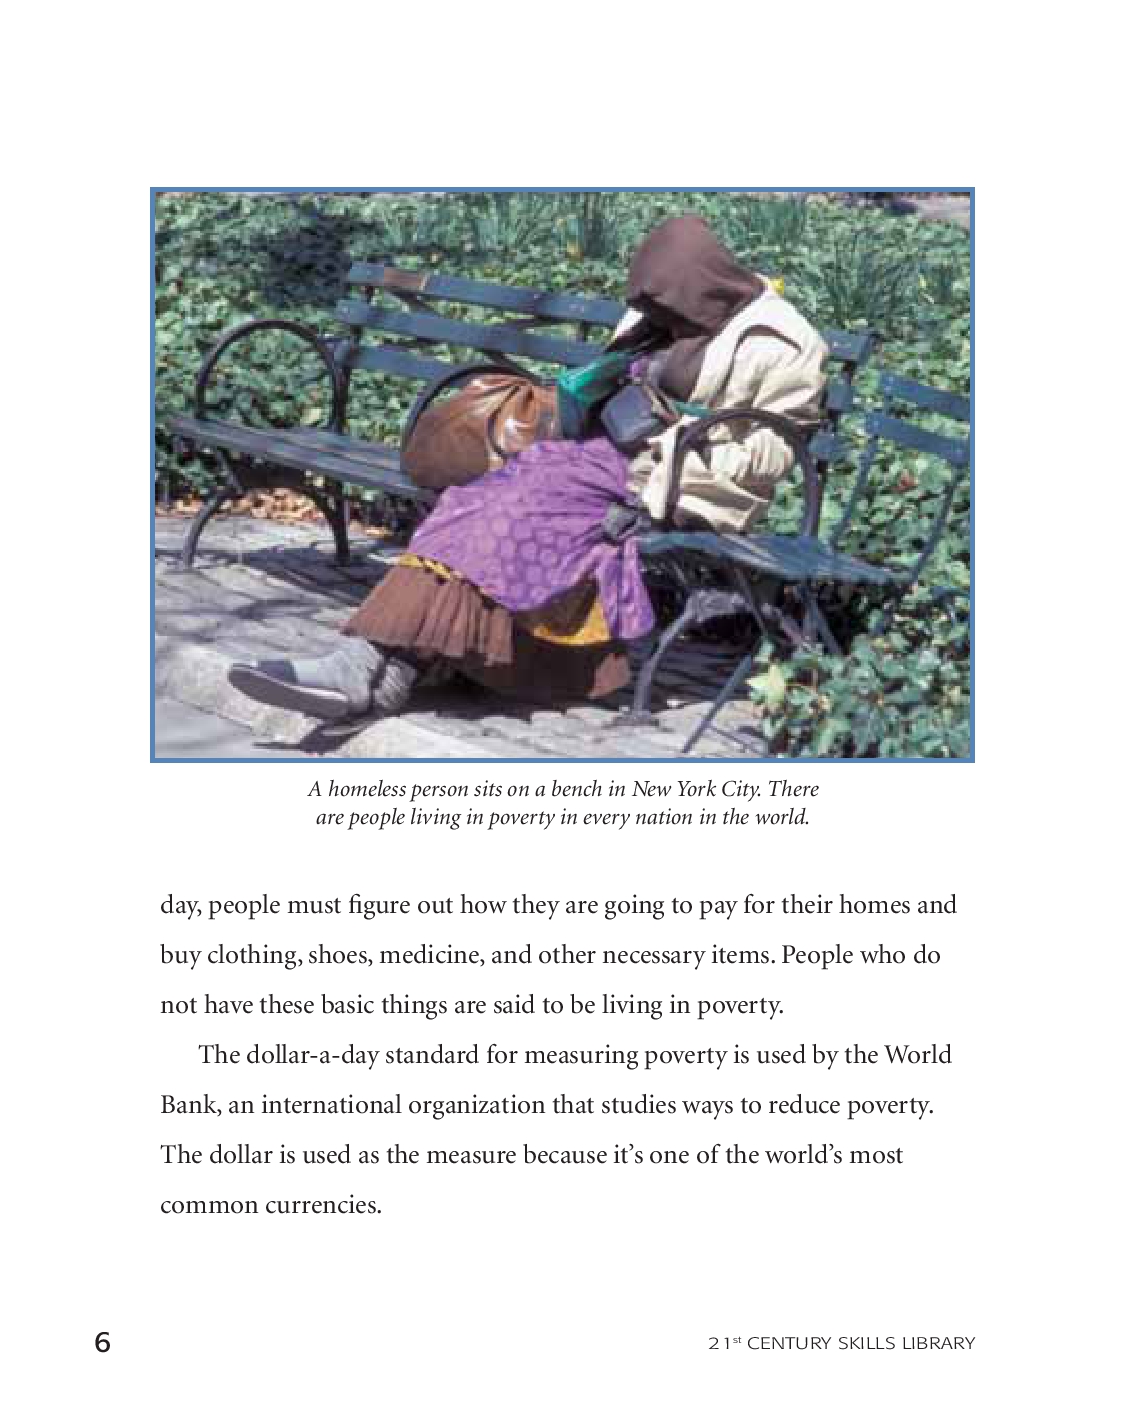 A homeless person sits on a bench in New York City. There
are people living in poverty in every nation in the world.
day, people must figure out how they are going to pay for their homes and
buy clothing, shoes, medicine, and other necessary items. People who do
not have these basic things are said to be living in poverty.
The dollar-a-day standard for measuring poverty is used by the World
Bank, an international organization that studies ways to reduce poverty.
The dollar is used as the measure because it’s one of the world’s most
common currencies.
6
21st CENTURY SKILLS LIBRARY